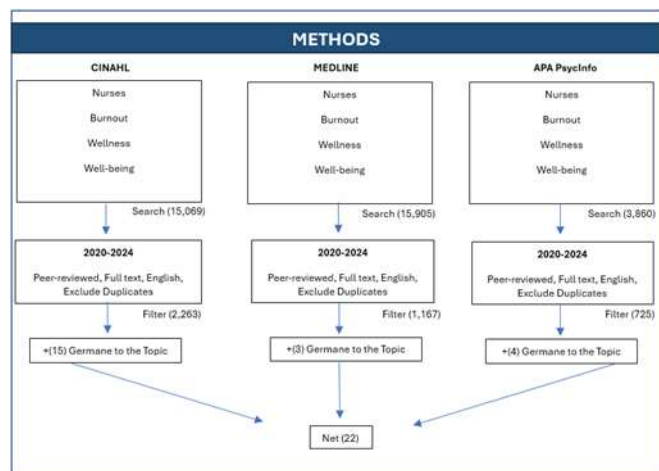 METHODS
CINAHL
Nurses
Burnout
Wellness
Well-being
Search (15,069)
2020-2024
Peer-reviewed, Full text, English,
Exclude Duplicates
Filter (2,263)
+(15) Germane to the Topic
MEDLINE
Nurses
Burnout
Wellness
Well-being
Search (15,905)
2020-2024
Peer-reviewed, Full text, English,
Exclude Duplicates
Filter (1,167)
+(3) Germane to the Topic
APA PsycInfo
Nurses
Burnout
Wellness
Well-being
Search (3,860)
2020-2024
Peer-reviewed, Full text, English,
Exclude Duplicates
Filter (725)
+(4) Germane to the Topic
Net (22)